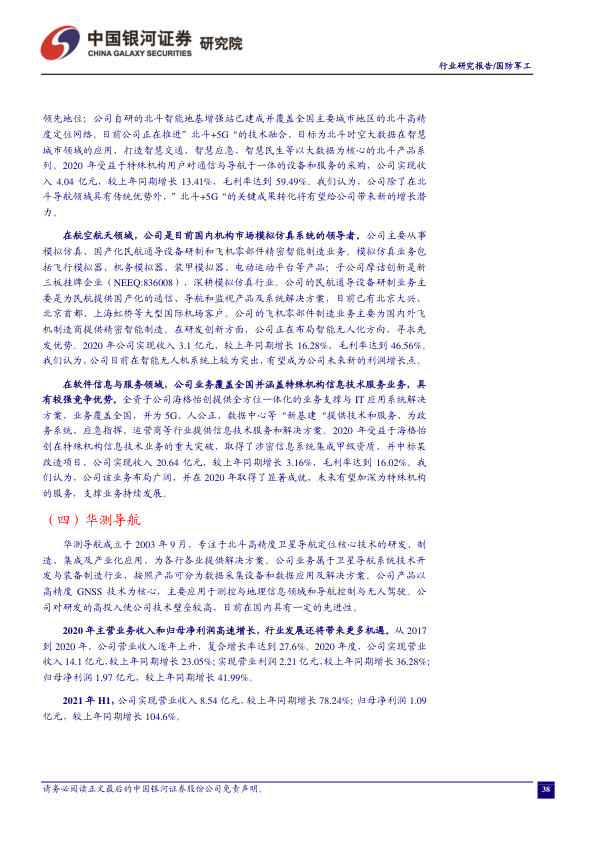 中国银河证券 研究院
CHINA GALAXY SECURITIES
行业研究报告/国防军工
领先地位；公司自研的北斗智能地基增强站已建成并覆盖全国主要城市地区的北斗高精
度定位网络。目前公司正在推进”北斗+5G “的技术融合，目标为北斗时空大数据在智慧
城市领域的应用，打造智慧交通，智慧应急、智慧民生等以大数据为核心的北斗产品系
列。2020 年受益于特殊机构用户对通信与导航于一体的设备和服务的采购，公司实现收
入 4.04 亿元，较上年同期增长 13.41%，毛利率达到 59.49%。我们认为，公司除了在北
斗导航领域具有传统优势外，” 北斗+5G “的关键成果转化将有望给公司带来新的增长潜
力。
在航空航天领域，公司是目前国内机构市场模拟仿真系统的领导者。公司主要从事
模拟仿真、国产化民航通导设备研制和飞机零部件精密智能制造业务。模拟仿真业务包
括飞行模拟器、机务模拟器、装甲模拟器、电动运动平台等产品；子公司摩诘创新是新
三板挂牌企业（NEEQ:836008），深耕模拟仿真行业。公司的民航通导设备研制业务主
要是为民航提供国产化的通信、导航和监视产品及系统解决方案，目前已有北京大兴、
北京首都、上海虹桥等大型国际机场客户。公司的飞机零部件制造业务主要为国内外飞
机制造商提供精密智能制造。在研发创新方面，公司正在布局智能无人化方向，寻求先
发优势。2020 年公司实现收入 3.1 亿元，较上年同期增长 16.28%，毛利率达到 46.56%。
我们认为，公司目前在智能无人机系统上较为突出，有望成为公司未来新的利润增长点。
在软件信息与服务领域，公司业务覆盖全国并涵盖特殊机构信息技术服务业务，具
有较强竞争优势。全资子公司海格怡创提供全方位一体化的业务支撑与 IT 应用系统解决
方案，业务覆盖全国，并为 5G、人公正、数据中心等 “新基建 “提供技术和服务、为政
务系统、应急指挥、运营商等行业提供信息技术服务和解决方案。2020 年受益于海格怡
创在特殊机构信息技术业务的重大突破，取得了涉密信息系统集成甲级资质，并中标某
改造项目，公司实现收入 20.64 亿元，较上年同期增长 3.16%，毛利率达到 16.02%。我
们认为，公司该业务布局广阔，并在 2020 年取得了显著成就，未来有望加深为特殊机构
的服务，支撑业务持续发展。
（四）华测导航
华测导航成立于 2003 年 9 月，专注于北斗高精度卫星导航定位核心技术的研发、制
造、集成及产业化应用，为各行各业提供解决方案。公司业务属于卫星导航系统技术开
发与装备制造行业，按照产品可分为数据采集设备和数据应用及解决方案。公司产品以
高精度 GNSS 技术为核心，主要应用于测控与地理信息领域和导航控制与无人驾驶。公
司对研发的高投入使公司技术壁垒较高，目前在国内具有一定的先进性。
2020 年主营业务收入和归母净利润高速增长，行业发展还将带来更多机遇。从 2017
到 2020 年，公司营业收入逐年上升，复合增长率达到 27.6%。2020 年度，公司实现营业
收入 14.1 亿元，较上年同期增长 23.05%；实现营业利润 2.21 亿元，较上年同期增长 36.28%；
归母净利润 1.97 亿元，较上年同期增长 41.99%。
2021 年 H1，公司实现营业收入 8.54 亿元，较上年同期增长 78.24%；归母净利润 1.09
亿元，较上年同期增长 104.6%。
请务必阅读正文最后的中国银河证券股份公司免责声明。
38